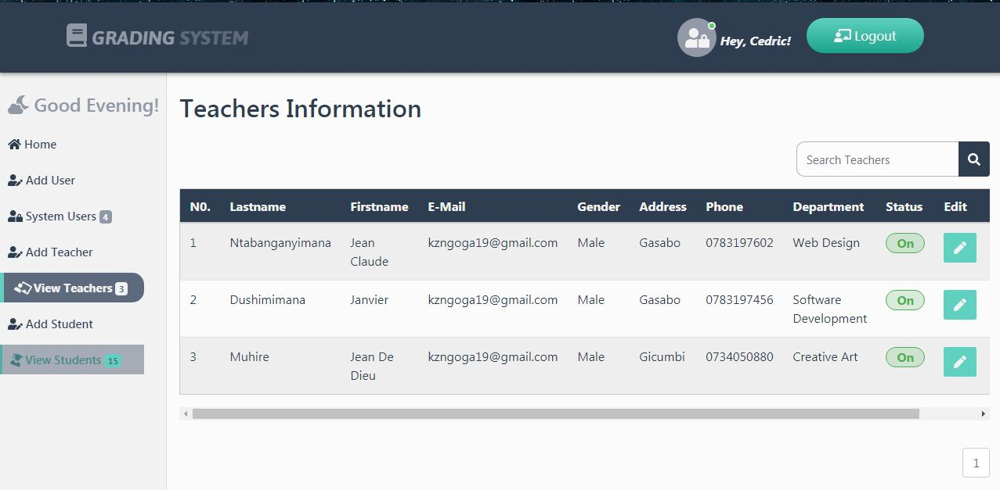 GRADING SYSTEM
Hey, Cedric!
Logout
Good Evening!
Home
Add User
System Users 4
Add Teacher
View Teachers 3
Add Student
View Students 15
Teachers Information
Search Teachers
N0. Lastname Firstname E-Mail Gender Address Phone Department Status Edit
1 Ntabanganyimana Jean kzngoga19@gmail.com Male Gasabo 0783197602 Web Design On
Claude
2 Dushimimana Janvier kzngoga19@gmail.com Male Gasabo 0783197456 Software On
Development
3 Muhire Jean De kzngoga19@gmail.com Male Gicumbi 0734050880 Creative Art On
Dieu
1